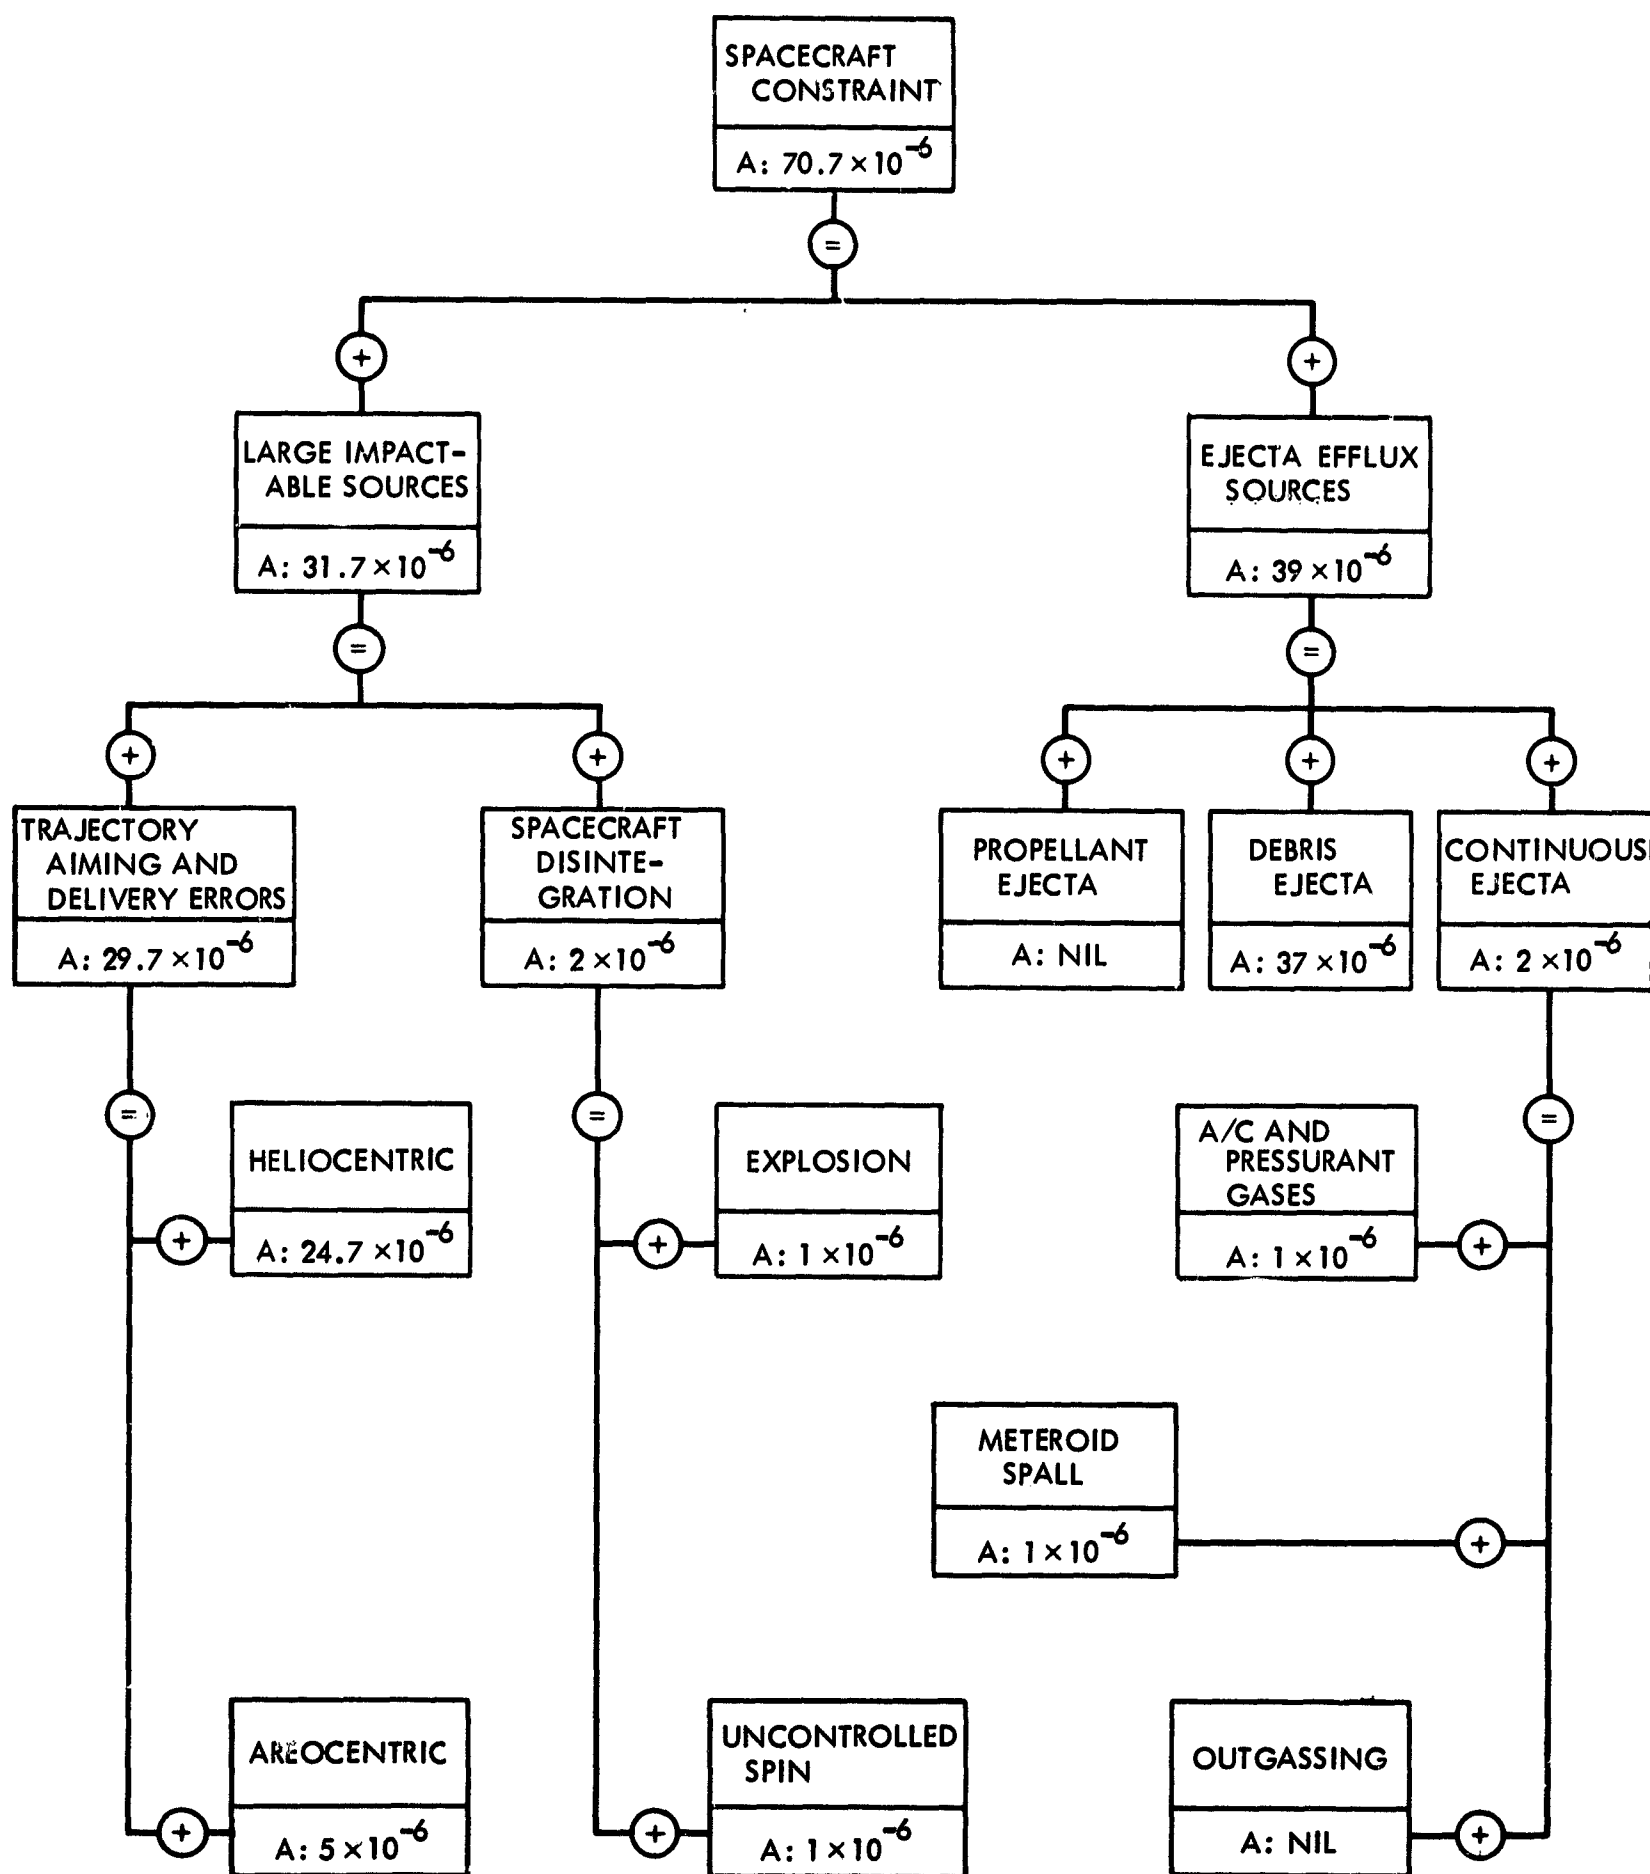 SPACECRAFT
CONSTRAINT
A: 70.7 × 10⁻⁶
=
+
+
LARGE IMPACT-
ABLE SOURCES
A: 31.7 × 10⁻⁶
EJECTA EFFLUX
SOURCES
A: 39 × 10⁻⁶
=
=
+
+
+
+
+
TRAJECTORY
AIMING AND
DELIVERY ERRORS
A: 29.7 × 10⁻⁶
SPACECRAFT
DISINTE-
GRATION
A: 2 × 10⁻⁶
PROPELLANT
EJECTA
A: NIL
DEBRIS
EJECTA
A: 37 × 10⁻⁶
CONTINUOUS
EJECTA
A: 2 × 10⁻⁶
=
=
=
HELIOCENTRIC
A: 24.7 × 10⁻⁶
+
EXPLOSION
A: 1 × 10⁻⁶
+
A/C AND
PRESSURANT
GASES
A: 1 × 10⁻⁶
+
METEROID
SPALL
A: 1 × 10⁻⁶
+
AREOCENTRIC
A: 5 × 10⁻⁶
+
UNCONTROLLED
SPIN
A: 1 × 10⁻⁶
+
OUTGASSING
A: NIL
+